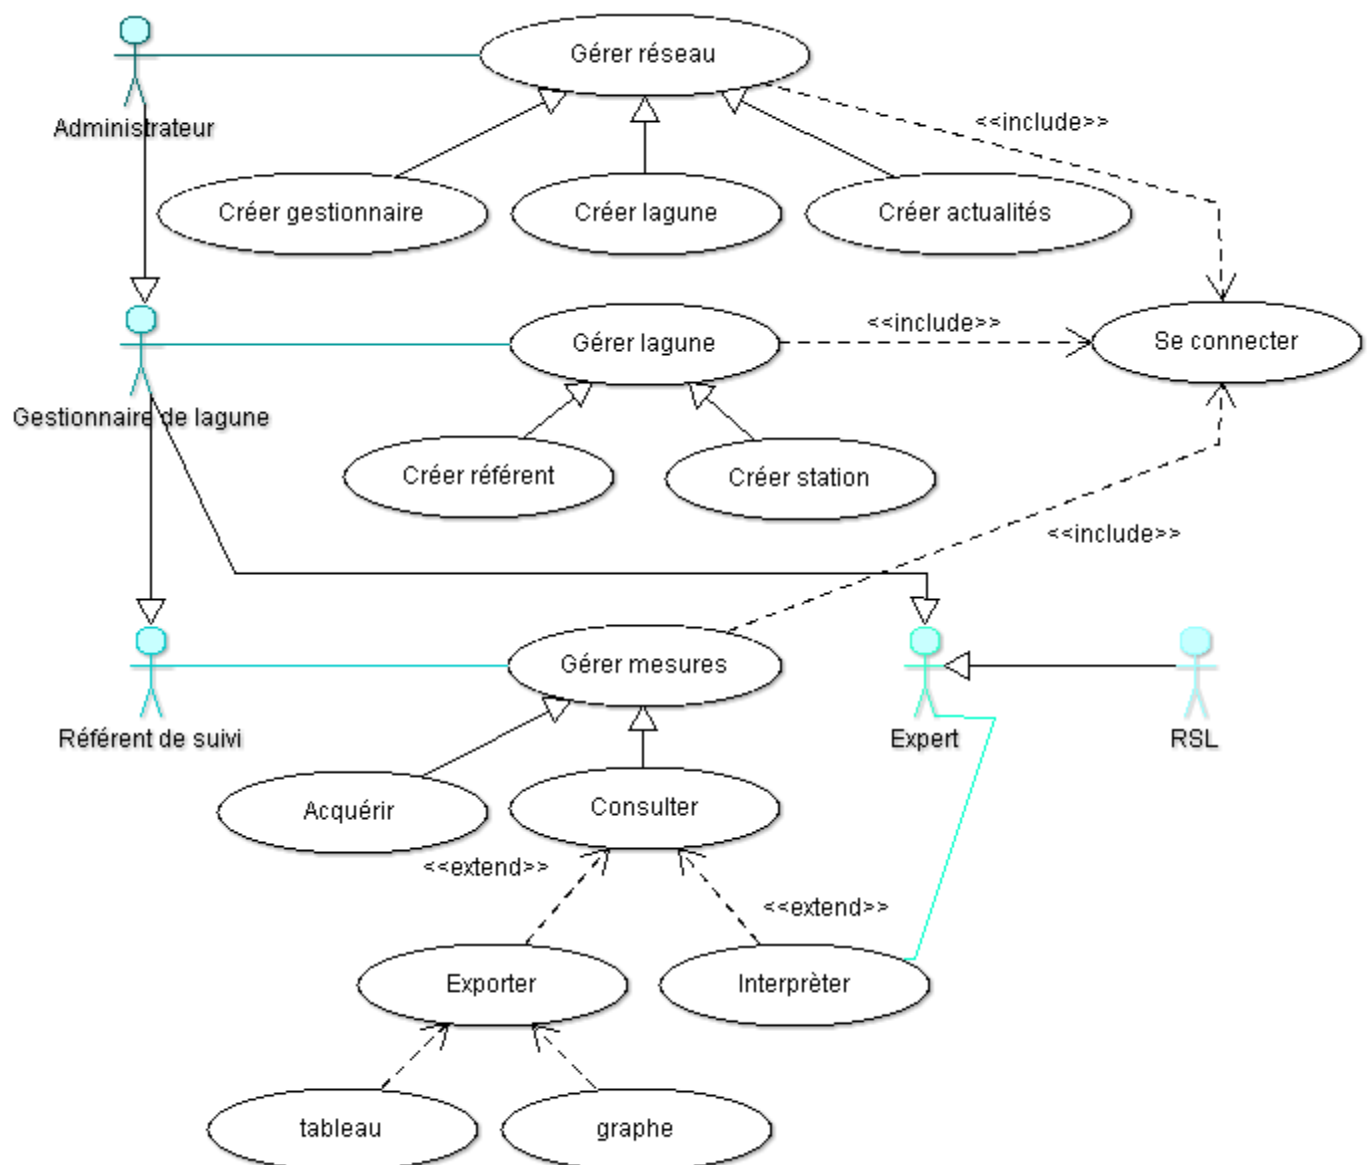 Gérer réseau
<<include>>
Administrateur
Créer gestionnaire
Créer lagune
Créer actualités
<<include>>
Gérer lagune
Se connecter
Gestionnaire de lagune
Créer référent
Créer station
<<include>>
Gérer mesures
Référent de suivi
Expert
RSL
Acquérir
Consulter
<<extend>>
<<extend>>
Exporter
Interprèter
tableau
graphe